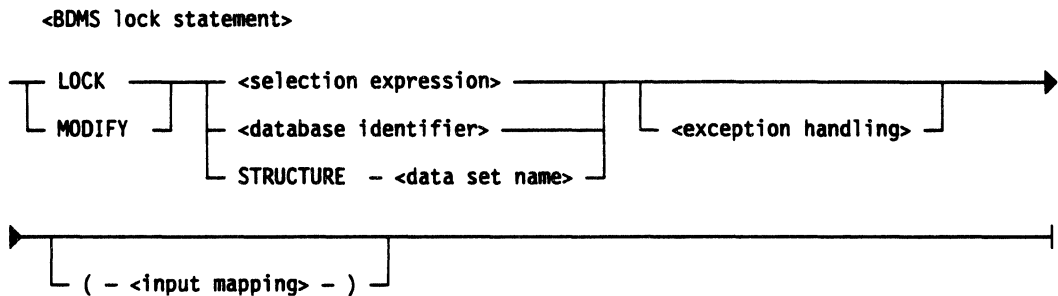 <BDMS lock statement>
LOCK <selection expression>
MODIFY <database identifier> <exception handling>
STRUCTURE - <data set name>
( - <input mapping> - )